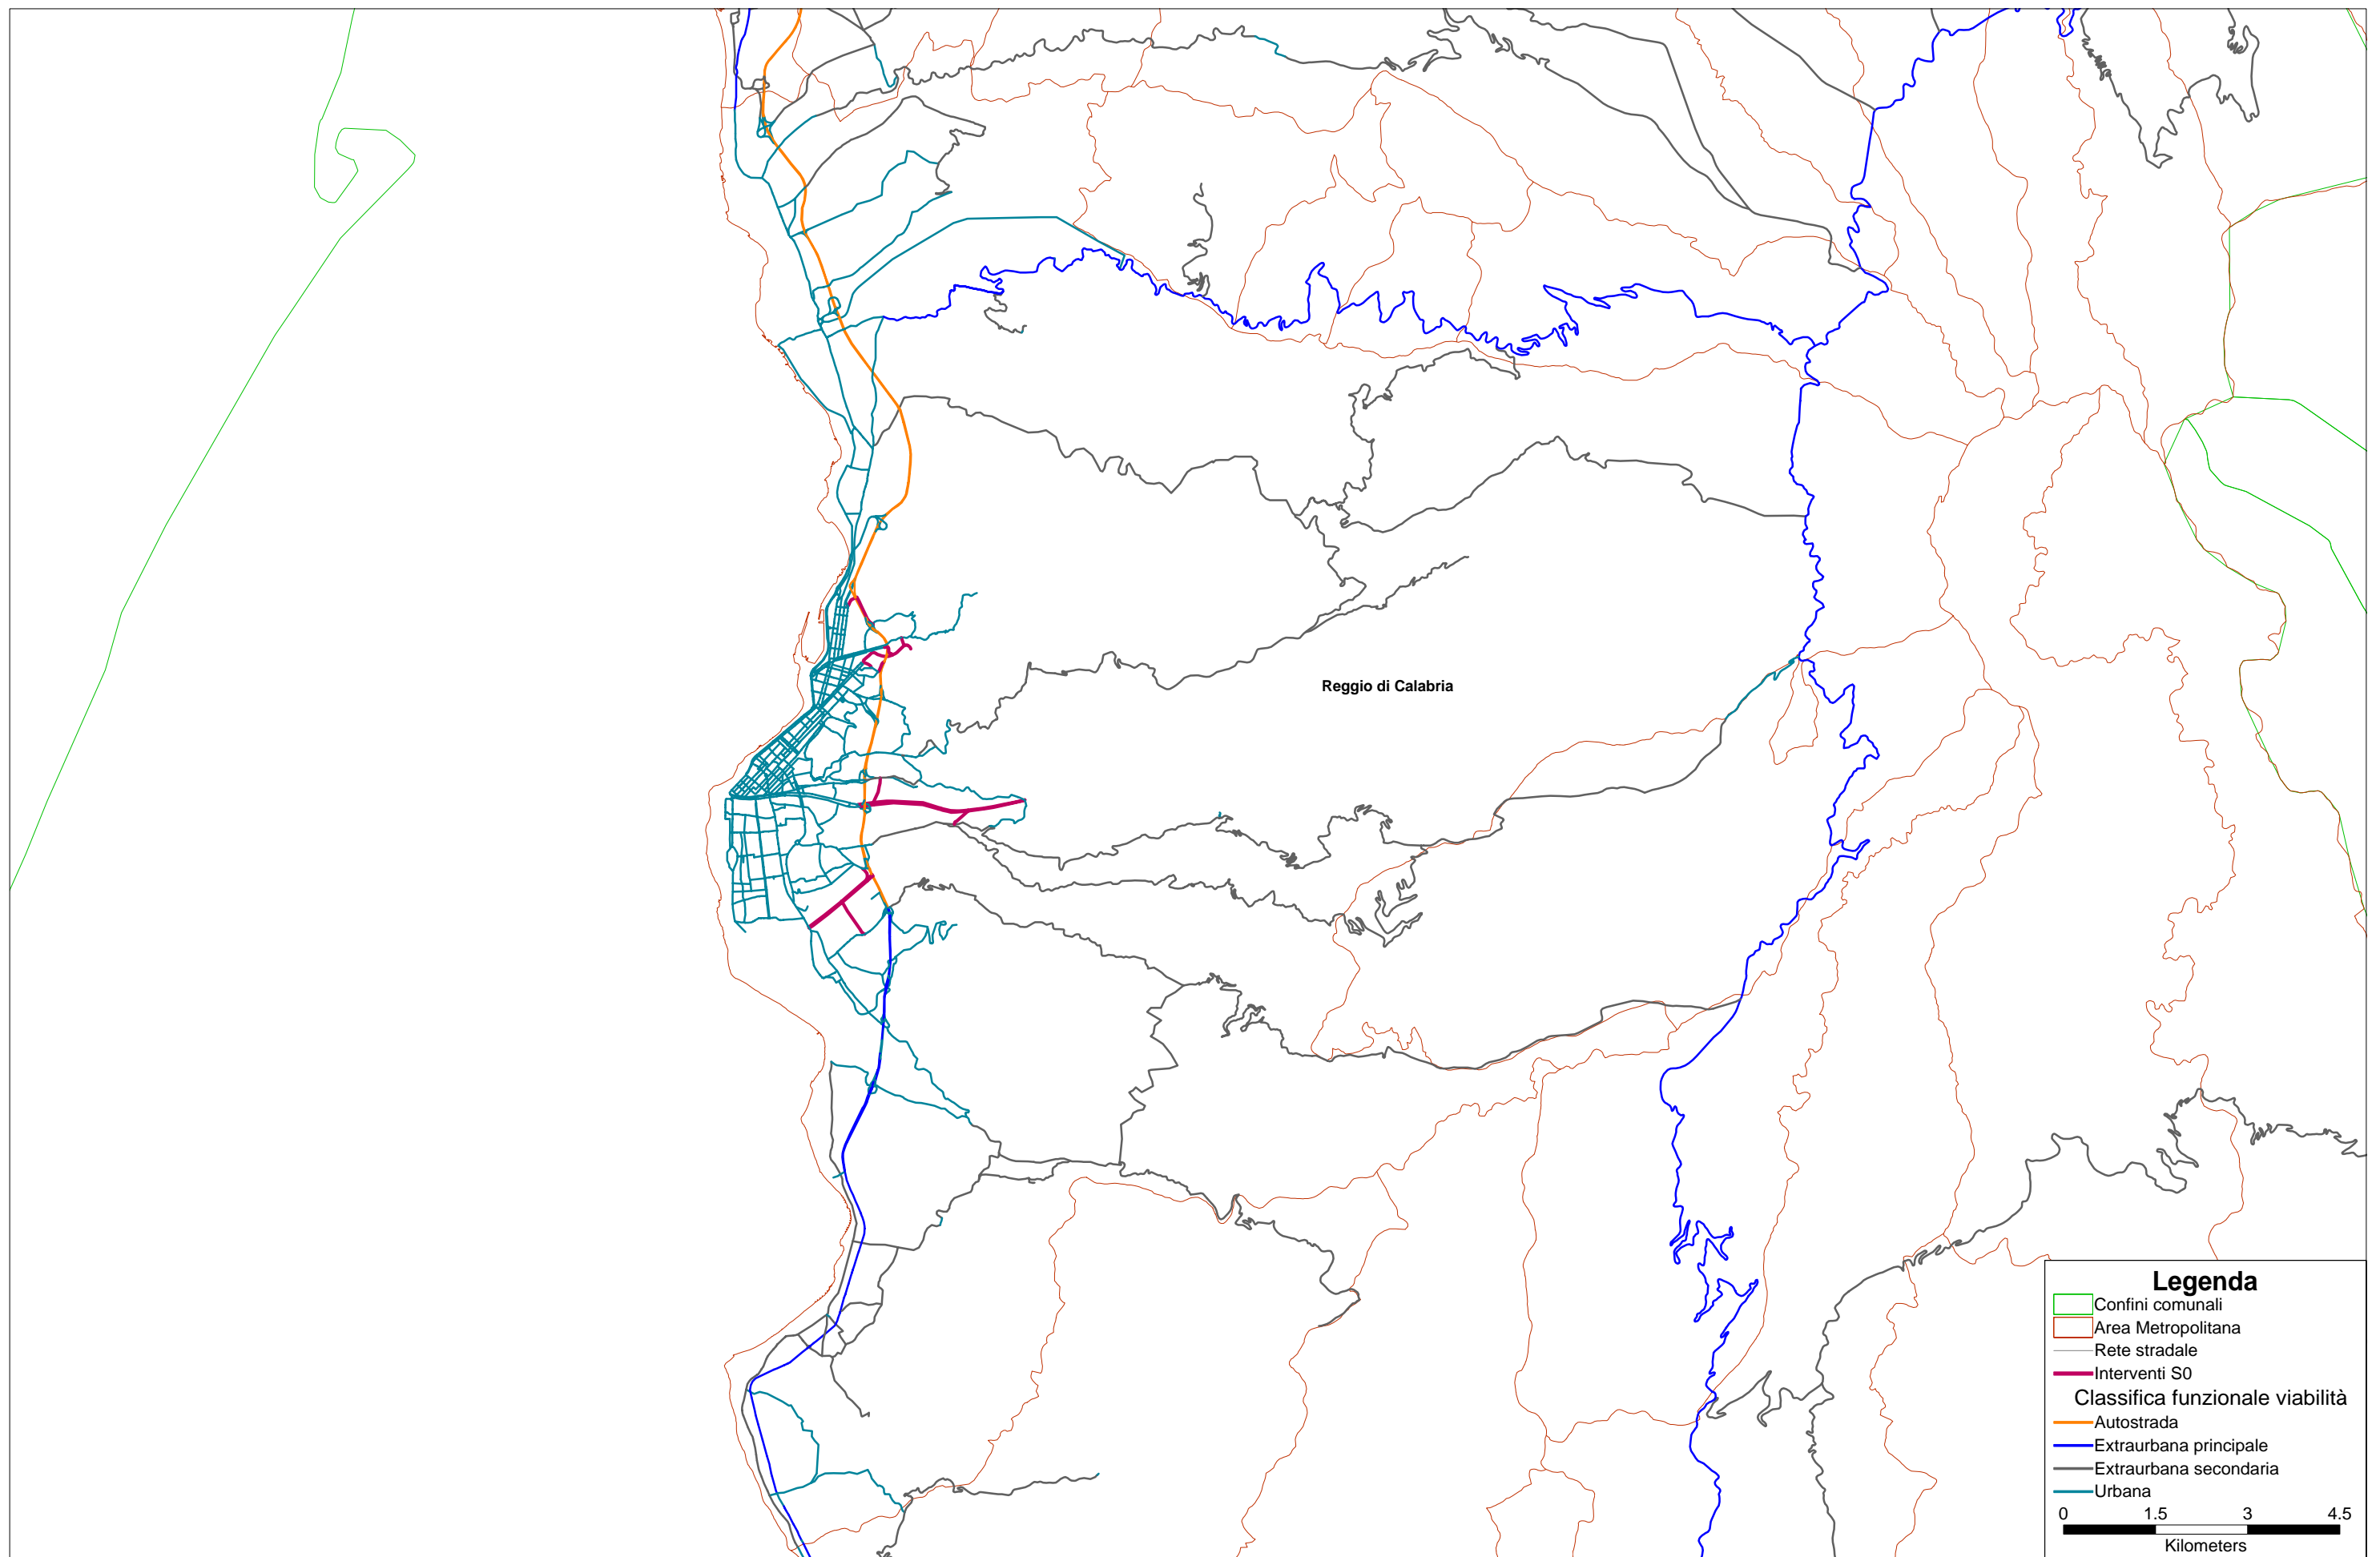 Reggio di Calabria
Legenda
Confini comunali
Area Metropolitana
Rete stradale
Interventi S0
Classifica funzionale viabilità
Autostrada
Extraurbana principale
Extraurbana secondaria
Urbana
0 1.5 3 4.5
Kilometers